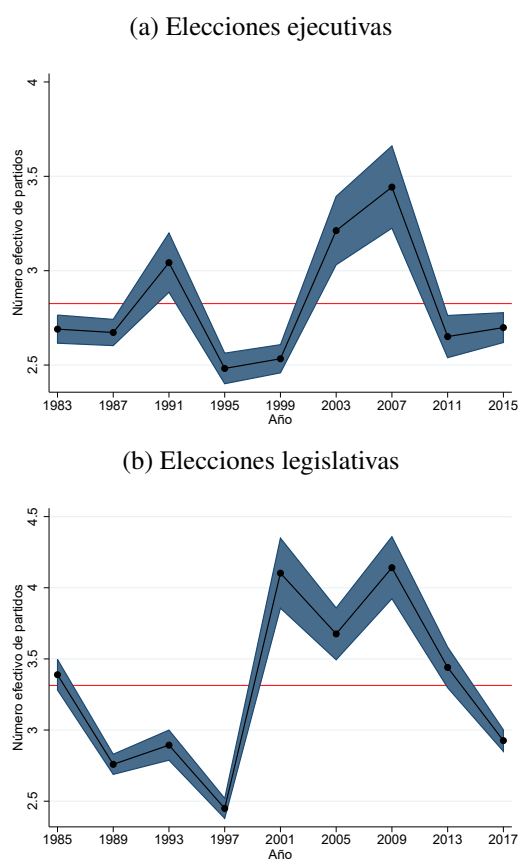 (a) Elecciones ejecutivas
Número efectivo de partidos
4
3.5
3
2.5
1983 1987 1991 1995 1999 2003 2007 2011 2015
Año
(b) Elecciones legislativas
Número efectivo de partidos
4.5
4
3.5
3
2.5
1985 1989 1993 1997 2001 2005 2009 2013 2017
Año